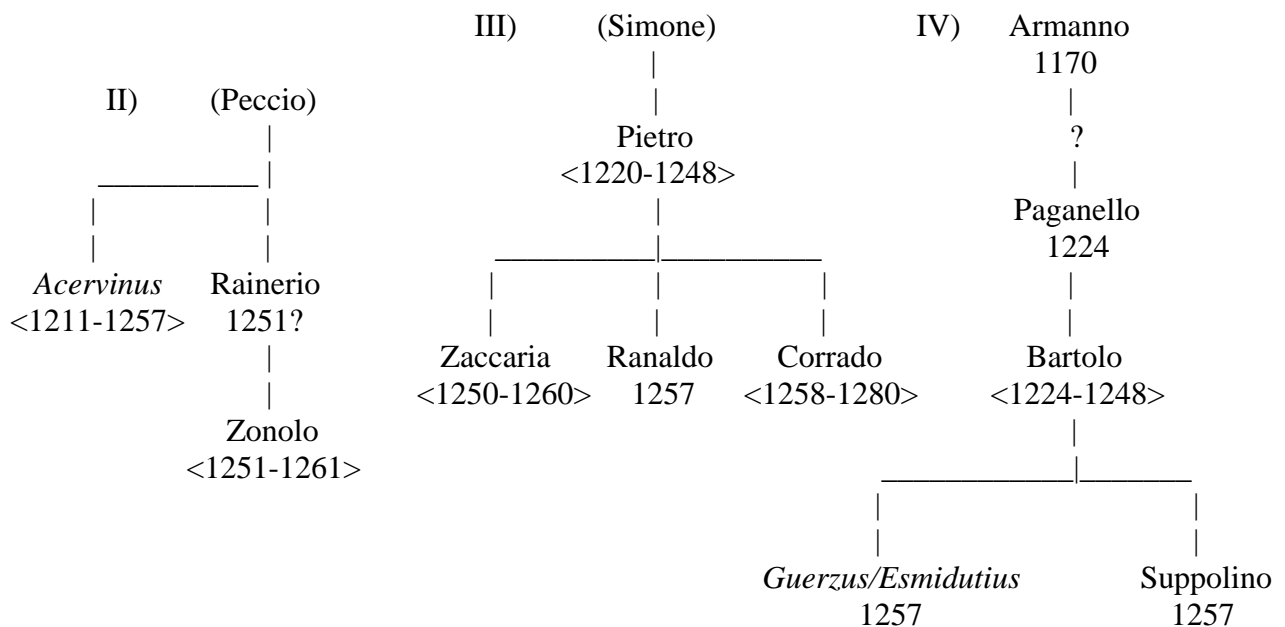 III) (Simone) IV) Armanno
1170
II) (Peccio)
?
Pietro
<1220-1248>
Paganello
1224
Acervinus Rainerio
<1211-1257> 1251?
Zaccaria Ranaldo Corrado Bartolo
<1250-1260> 1257 <1258-1280> <1224-1248>
Zonolo
<1251-1261>
Guerzus/Esmidutius Suppolino
1257 1257